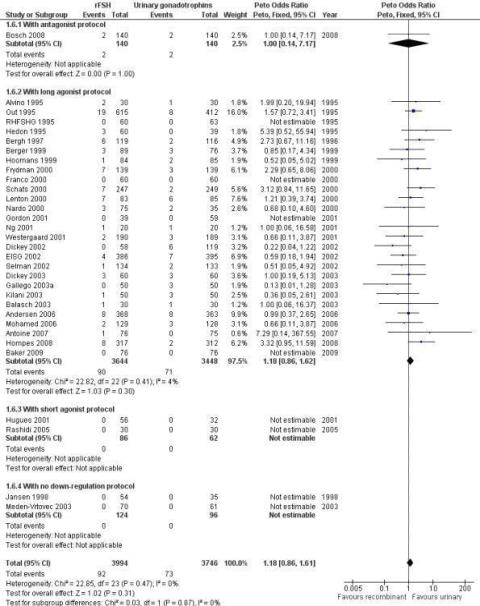 rFSH Urinary gonadotrophins Peto Odds Ratio Peto Odds Ratio
Study or Subgroup Events Total Events Total Weight Peto, Fixed, 95% CI Year Peto, Fixed, 95% CI
1.6.1 With antagonist protocol
Bosch 2008 2 140 2 140 2.5% 1.00 [0.14, 7.17] 2008
Subtotal (95% CI) 140 140 2.5% 1.00 [0.14, 7.17]
Total events 2 2
Heterogeneity: Not applicable
Test for overall effect: Z = 0.00 (P = 1.00)
1.6.2 With long agonist protocol
Alvino 1995 2 30 1 30 1.8% 1.99 [0.20, 19.94] 1995
Out 1995 19 615 8 412 15.7% 1.57 [0.72, 3.41] 1995
RHFSHG 1995 0 60 0 63 Not estimable 1995
Hedon 1995 3 60 0 39 1.8% 5.39 [0.52, 55.94] 1995
Bergh 1997 6 119 2 116 4.9% 2.73 [0.67, 11.16] 1997
Berger 1999 3 89 3 76 3.6% 0.85 [0.17, 4.34] 1999
Hoomans 1999 1 84 2 85 1.9% 0.52 [0.05, 5.02] 1999
Frydman 2000 7 139 3 139 6.1% 2.29 [0.65, 8.06] 2000
Franco 2000 0 60 0 60 Not estimable 2000
Schats 2000 7 247 2 249 5.6% 3.12 [0.84, 11.65] 2000
Lenton 2000 7 83 6 85 7.6% 1.21 [0.39, 3.74] 2000
Nardo 2000 3 75 2 35 2.7% 0.68 [0.10, 4.60] 2000
Gordon 2001 0 39 0 59 Not estimable 2001
Ng 2001 1 20 1 20 1.2% 1.00 [0.06, 16.58] 2001
Westergaard 2001 2 190 3 189 3.1% 0.66 [0.11, 3.87] 2001
Dickey 2002 0 58 6 119 3.2% 0.22 [0.04, 1.22] 2002
EISG 2002 4 386 7 395 6.9% 0.59 [0.18, 1.94] 2002
Selman 2002 1 134 2 133 1.9% 0.51 [0.05, 4.92] 2002
Dickey 2003 3 60 3 60 3.6% 1.00 [0.19, 5.13] 2003
Gallego 2003a 0 50 3 50 1.9% 0.13 [0.01, 1.28] 2003
Kilani 2003 1 50 3 50 2.5% 0.36 [0.05, 2.61] 2003
Balasch 2003 1 30 1 30 1.2% 1.00 [0.06, 16.37] 2003
Andersen 2006 8 368 8 363 9.9% 0.99 [0.37, 2.65] 2006
Mohamed 2006 2 129 3 128 3.1% 0.66 [0.11, 3.87] 2006
Antoine 2007 1 76 0 75 0.6% 7.29 [0.14, 367.55] 2007
Hompes 2008 8 317 2 312 6.2% 3.32 [0.95, 11.59] 2008
Baker 2009 0 76 0 76 Not estimable 2009
Subtotal (95% CI) 3644 3448 97.5% 1.18 [0.86, 1.62]
Total events 90 71
Heterogeneity: Chi² = 22.82, df = 22 (P = 0.41); I² = 4%
Test for overall effect: Z = 1.03 (P = 0.30)
1.6.3 With short agonist protocol
Hugues 2001 0 56 0 32 Not estimable 2001
Rashidi 2005 0 30 0 30 Not estimable 2005
Subtotal (95% CI) 86 62 Not estimable
Total events 0 0
Heterogeneity: Not applicable
Test for overall effect: Not applicable
1.6.4 With no down-regulation protocol
Jansen 1998 0 54 0 35 Not estimable 1998
Meden-Vrtovec 2003 0 70 0 61 Not estimable 2003
Subtotal (95% CI) 124 96 Not estimable
Total events 0 0
Heterogeneity: Not applicable
Test for overall effect: Not applicable
Total (95% CI) 3994 3746 100.0% 1.18 [0.86, 1.61]
Total events 92 73
Heterogeneity: Chi² = 22.85, df = 23 (P = 0.47); I² = 0%
Test for overall effect: Z = 1.02 (P = 0.31)
Test for subgroup differences: Chi² = 0.03, df = 1 (P = 0.87), I² = 0%
0.005 0.1 1 10 200
Favours recombinant Favours urinary